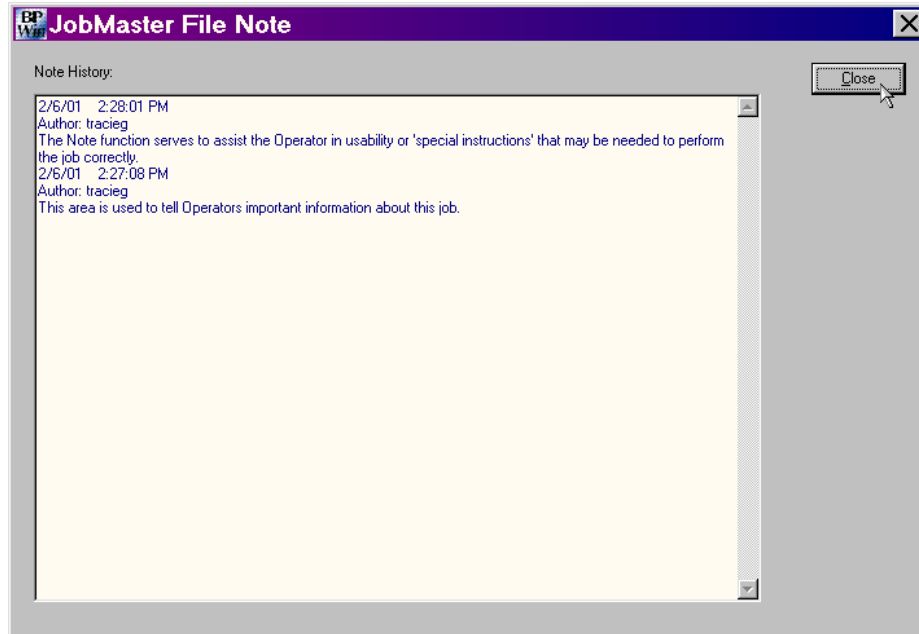 BP
Win JobMaster File Note
Note History:
Close
2/6/01 2:28:01 PM
Author: tracieg
The Note function serves to assist the Operator in usability or 'special instructions' that may be needed to perform
the job correctly.
2/6/01 2:27:08 PM
Author: tracieg
This area is used to tell Operators important information about this job.